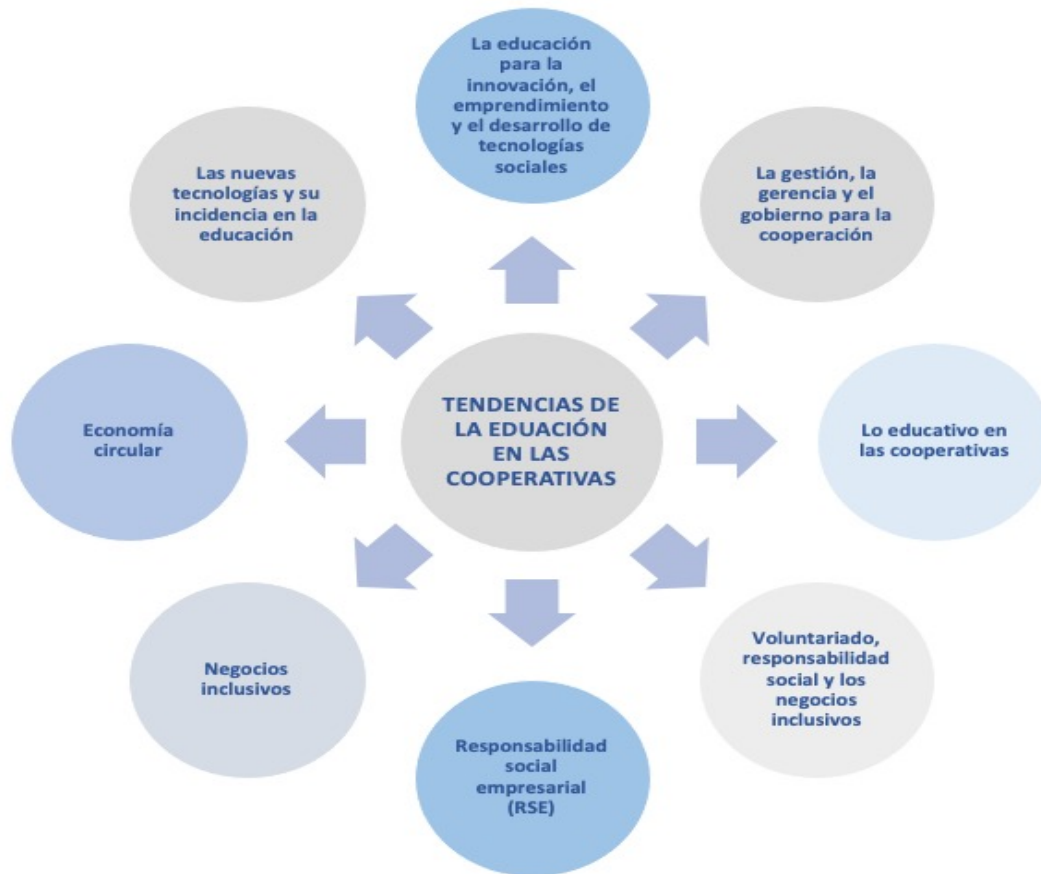 La educación
para la
innovación, el
emprendimiento
y el desarrollo de
tecnologías
sociales
Las nuevas
tecnologías y su
incidencia en la
educación
La gestión, la
gerencia y el
gobierno para la
cooperación
Economía
circular
TENDENCIAS DE
LA EDUACIÓN
EN LAS
COOPERATIVAS
Lo educativo en
las cooperativas
Negocios
inclusivos
Voluntariado,
responsabilidad
social y los
negocios
inclusivos
Responsabilidad
social
empresarial
(RSE)